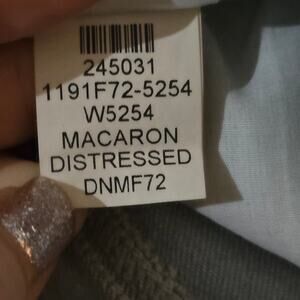 245031
1191F72-5254
W5254
MACARON
DISTRESSED
DNMF72